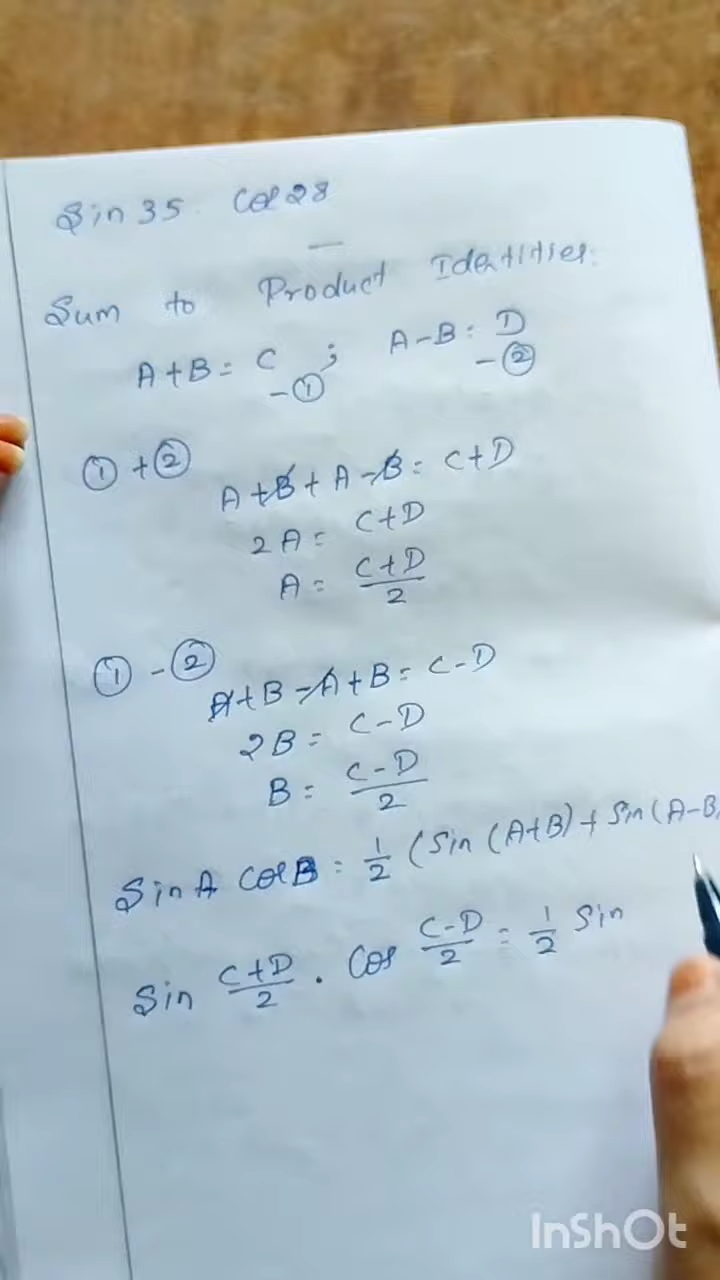 Sin 35. Cos 28
Sum to Product Identities:
A+B = C -① ; A-B = D -②
① + ②
A+B+A-B = C+D
2A = C+D
A = C+D/2
① - ②
A+B-A+B = C-D
2B = C-D
B = C-D/2
Sin A Cos B = 1/2 (Sin (A+B) + Sin (A-B)
Sin C+D/2 . Cos C-D/2 = 1/2 Sin
InShOt